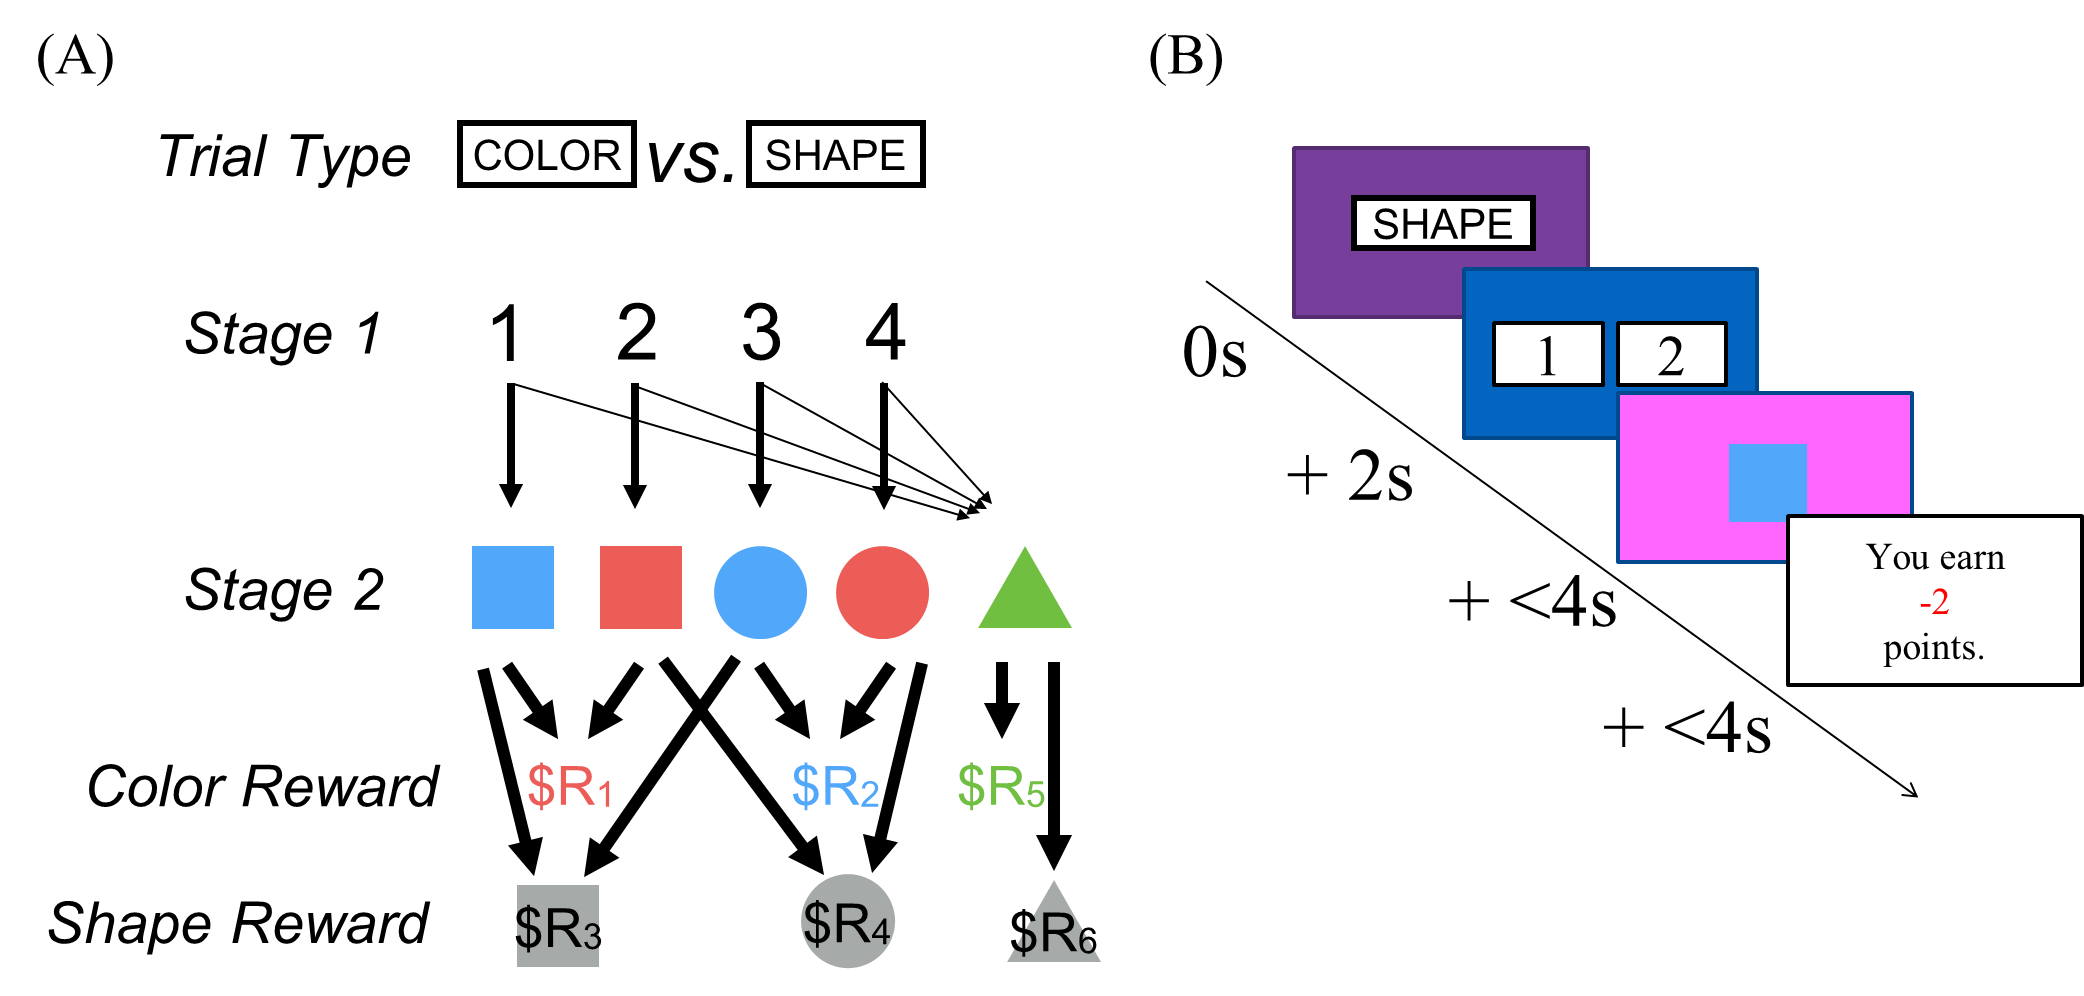 (A)
Trial Type COLOR vs. SHAPE
Stage 1 1 2 3 4
Stage 2
Color Reward $R1 $R2 $R5
Shape Reward $R3 $R4 $R6
(B)
SHAPE
1 2
You earn
-2
points.
0s
+ 2s
+ <4s
+ <4s